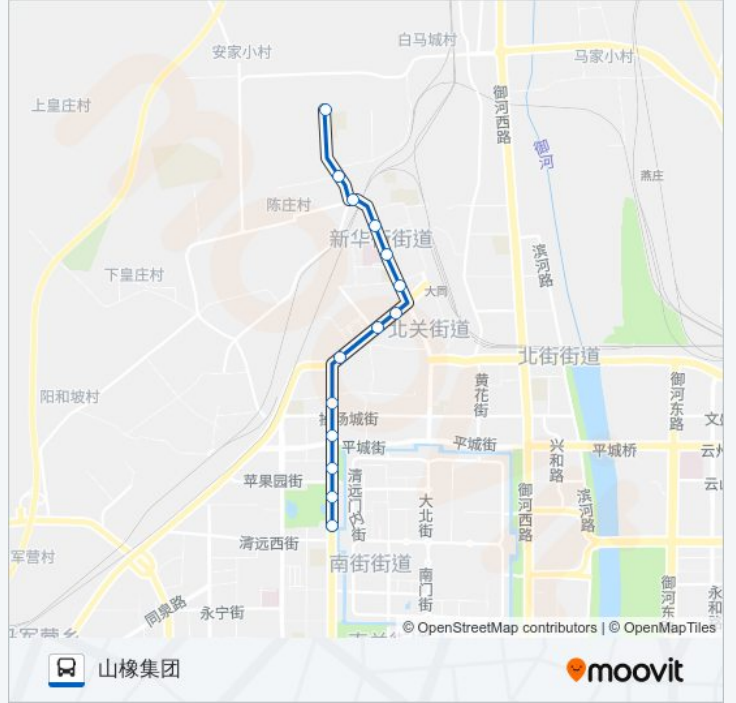 白马城村
安家小村
马家小村
上皇庄村
御河西路
御河
燕庄
陈庄村
新华街街道
滨河路
下皇庄村
大同
北关街道
北街街道
黄花街
御河东路
阳和坡村
扬城街
文
平城街
平城街
兴和路
平城桥
云州
苹果园街
清远门内街
云山
大北街
御河西路
滨河路
清远西街
军营村
南街街道
南门街
御河东
永和
同泉路
永宁街
© OpenStreetMap contributors | © OpenMapTiles
山橡集团
moovit